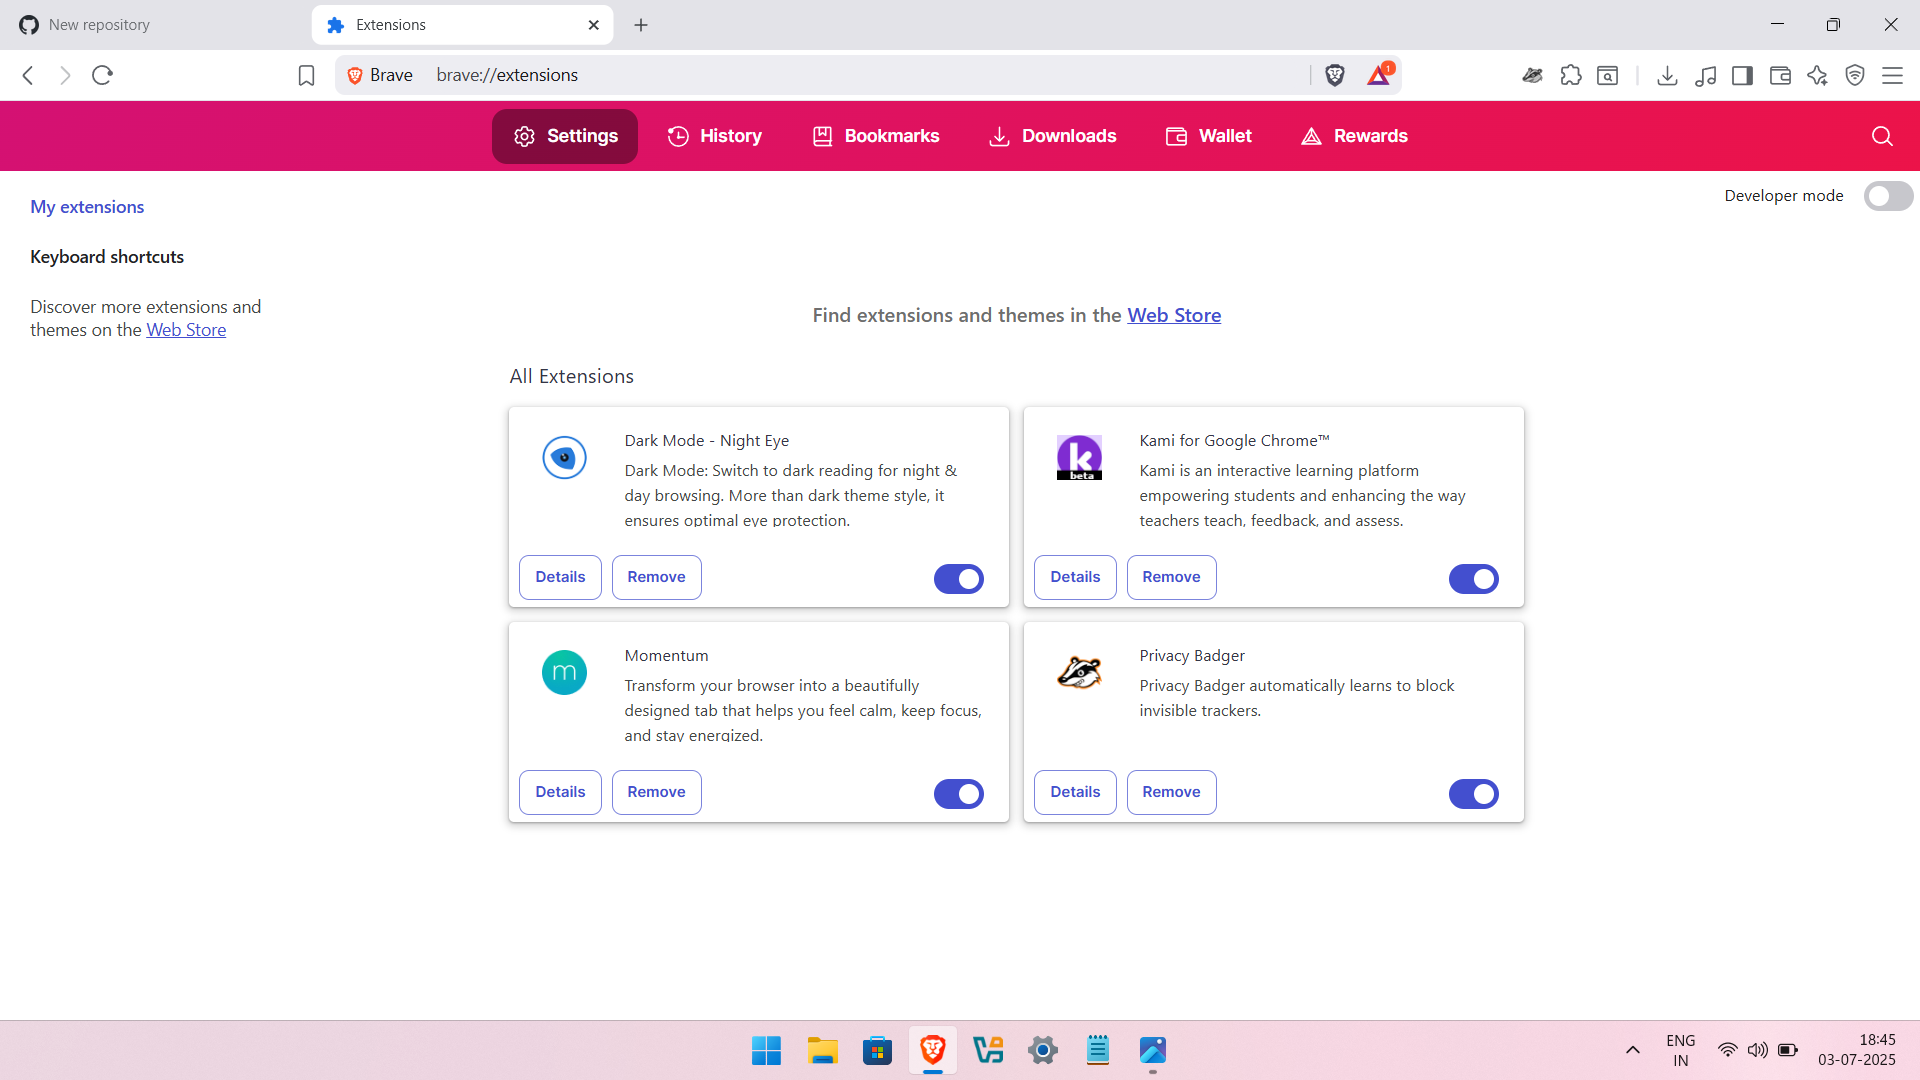 New repository
Extensions
Brave
brave://extensions
1
Settings
History
Bookmarks
Downloads
Wallet
Rewards
My extensions
Developer mode
Keyboard shortcuts
Discover more extensions and
themes on the Web Store
Find extensions and themes in the Web Store
All Extensions
Dark Mode - Night Eye
Dark Mode: Switch to dark reading for night &
day browsing. More than dark theme style, it
ensures optimal eye protection.
Details
Remove
k
beta
Kami for Google Chrome™
Kami is an interactive learning platform
empowering students and enhancing the way
teachers teach, feedback, and assess.
Details
Remove
m
Momentum
Transform your browser into a beautifully
designed tab that helps you feel calm, keep focus,
and stay energized.
Details
Remove
Privacy Badger
Privacy Badger automatically learns to block
invisible trackers.
Details
Remove
ENG
IN
18:45
03-07-2025